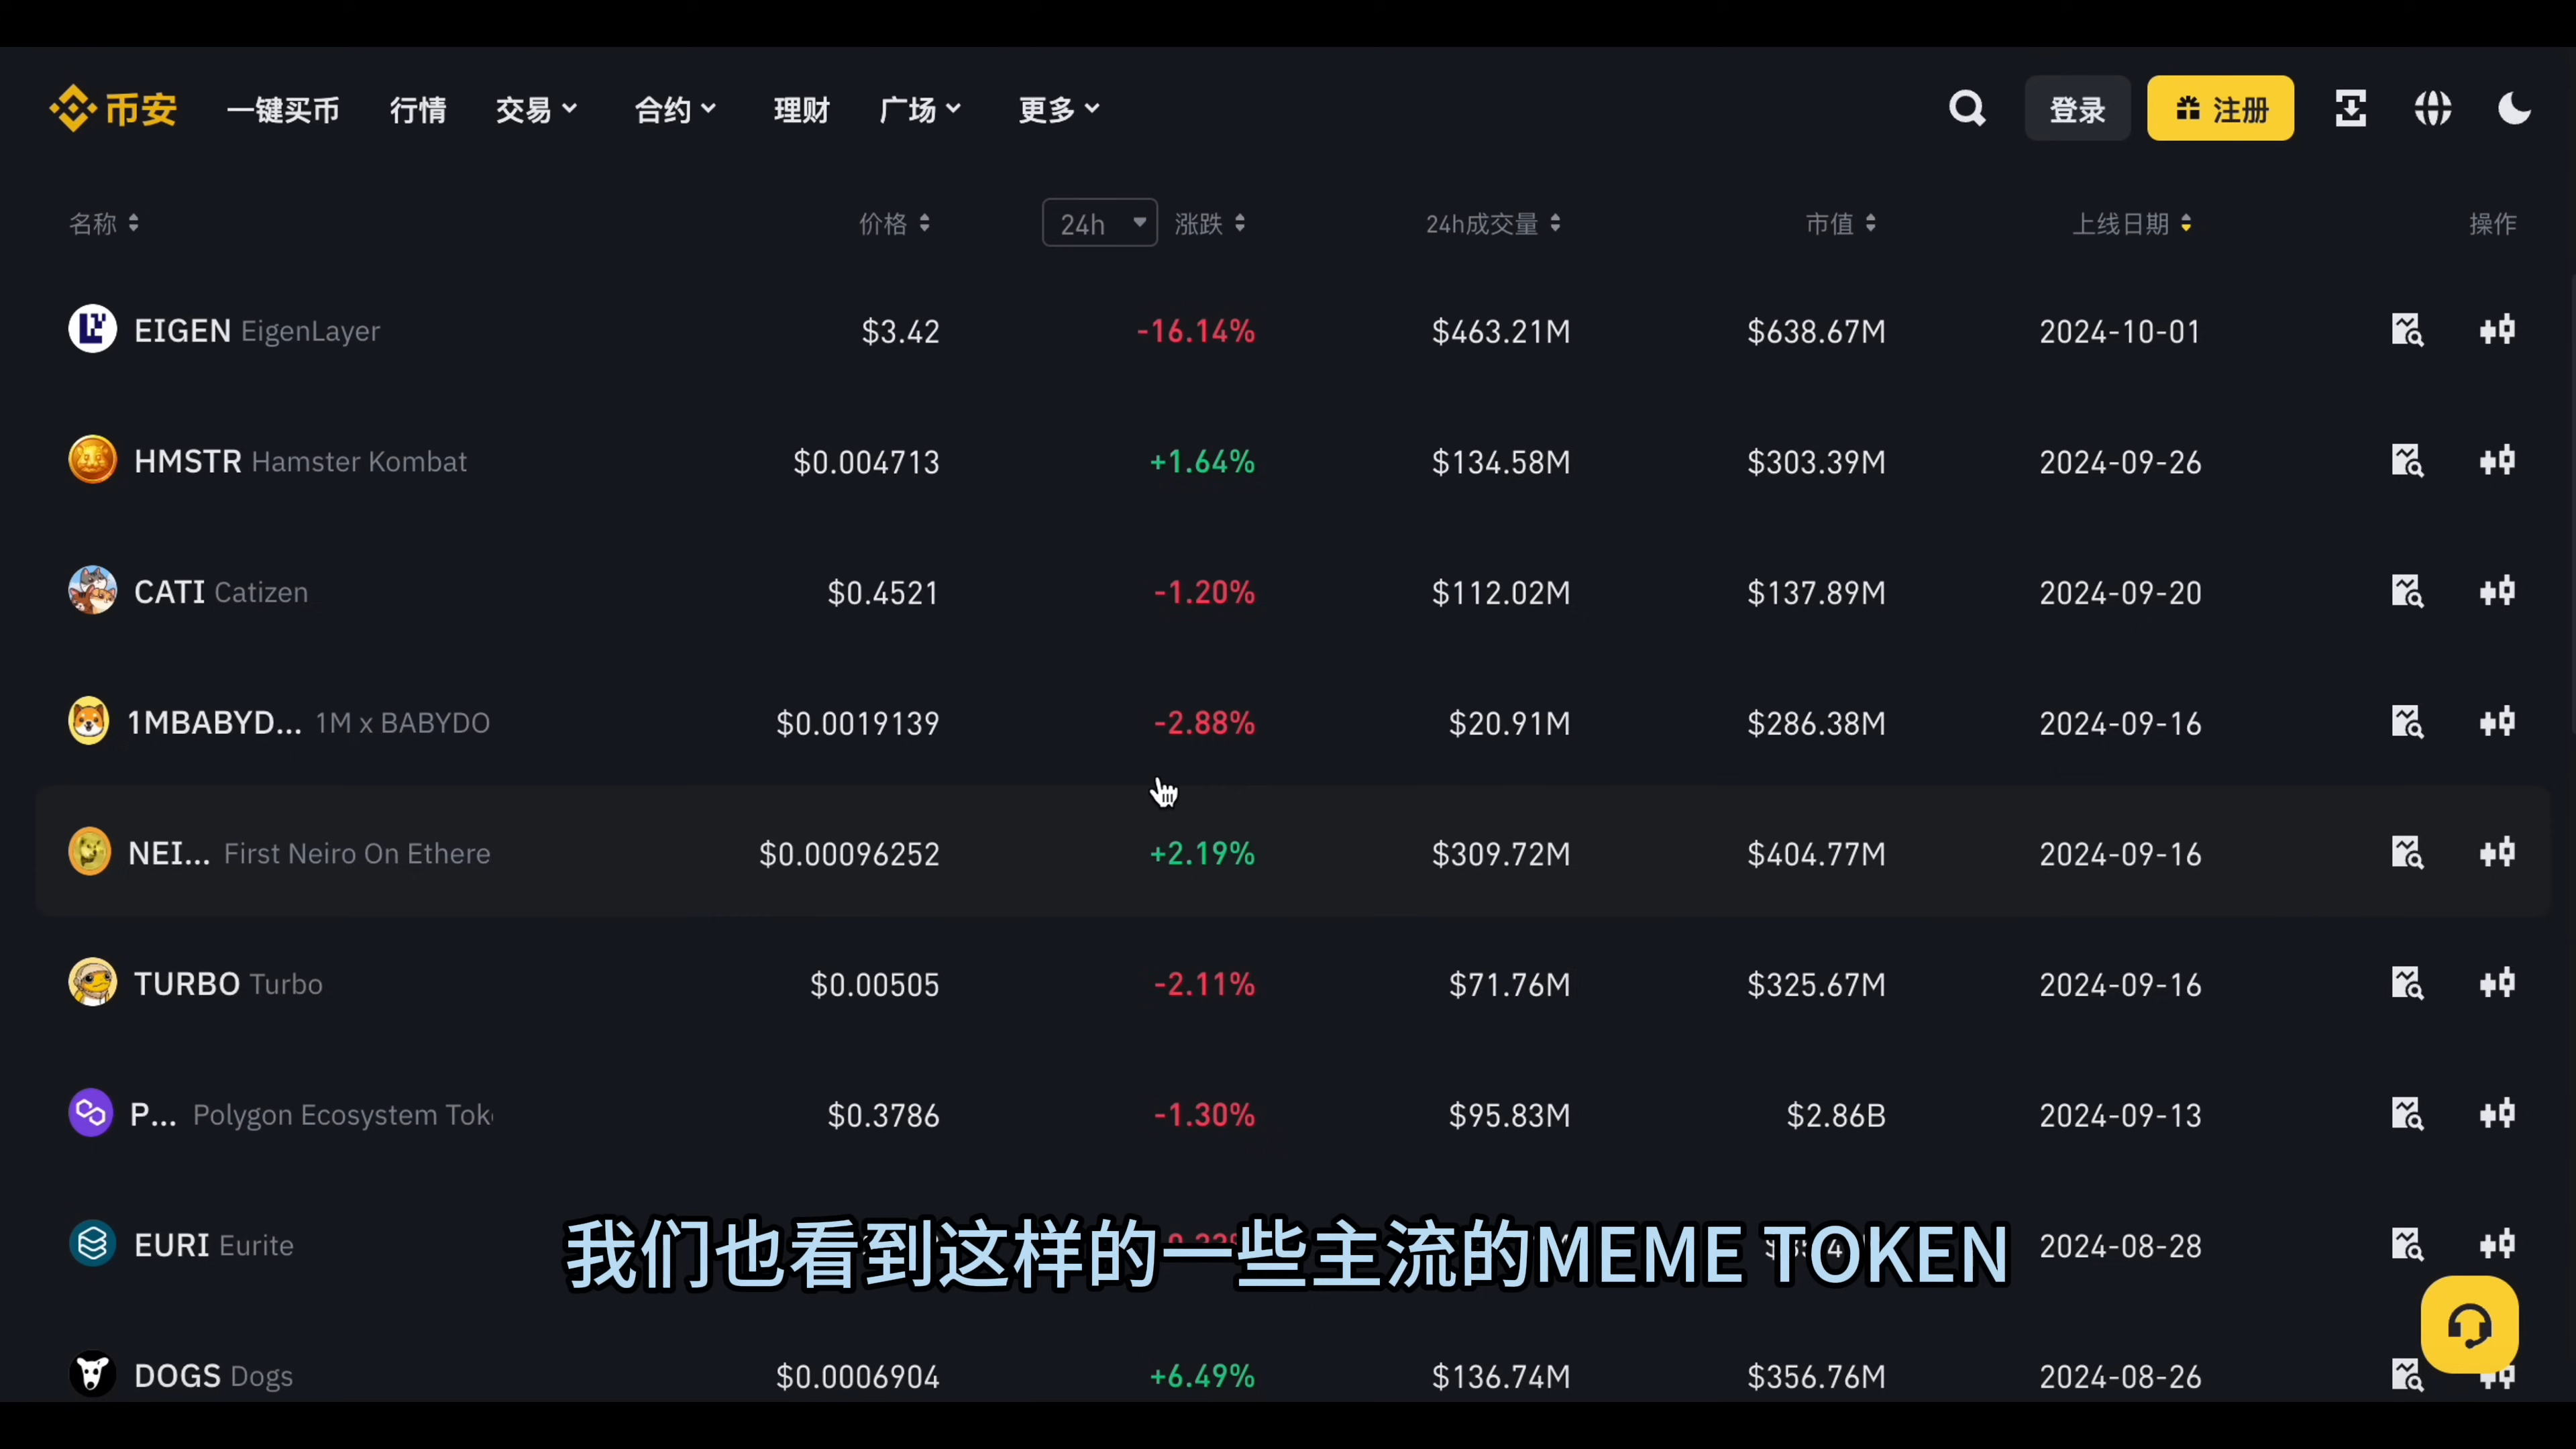 币安 一键买币 行情 交易 合约 理财 广场 更多 登录 注册
名称 价格 24h 涨跌 24h成交量 市值 上线日期 操作
EIGEN EigenLayer $3.42 -16.14% $463.21M $638.67M 2024-10-01
HMSTR Hamster Kombat $0.004713 +1.64% $134.58M $303.39M 2024-09-26
CATI Catizen $0.4521 -1.20% $112.02M $137.89M 2024-09-20
1MBABYD... 1M x BABYDO $0.0019139 -2.88% $20.91M $286.38M 2024-09-16
NEI... First Neiro On Ethere $0.00096252 +2.19% $309.72M $404.77M 2024-09-16
TURBO Turbo $0.00505 -2.11% $71.76M $325.67M 2024-09-16
P... Polygon Ecosystem Tok $0.3786 -1.30% $95.83M $2.86B 2024-09-13
EURI Eurite 2024-08-28
我们也看到这样的一些主流的MEME TOKEN
DOGS Dogs $0.0006904 +6.49% $136.74M $356.76M 2024-08-26